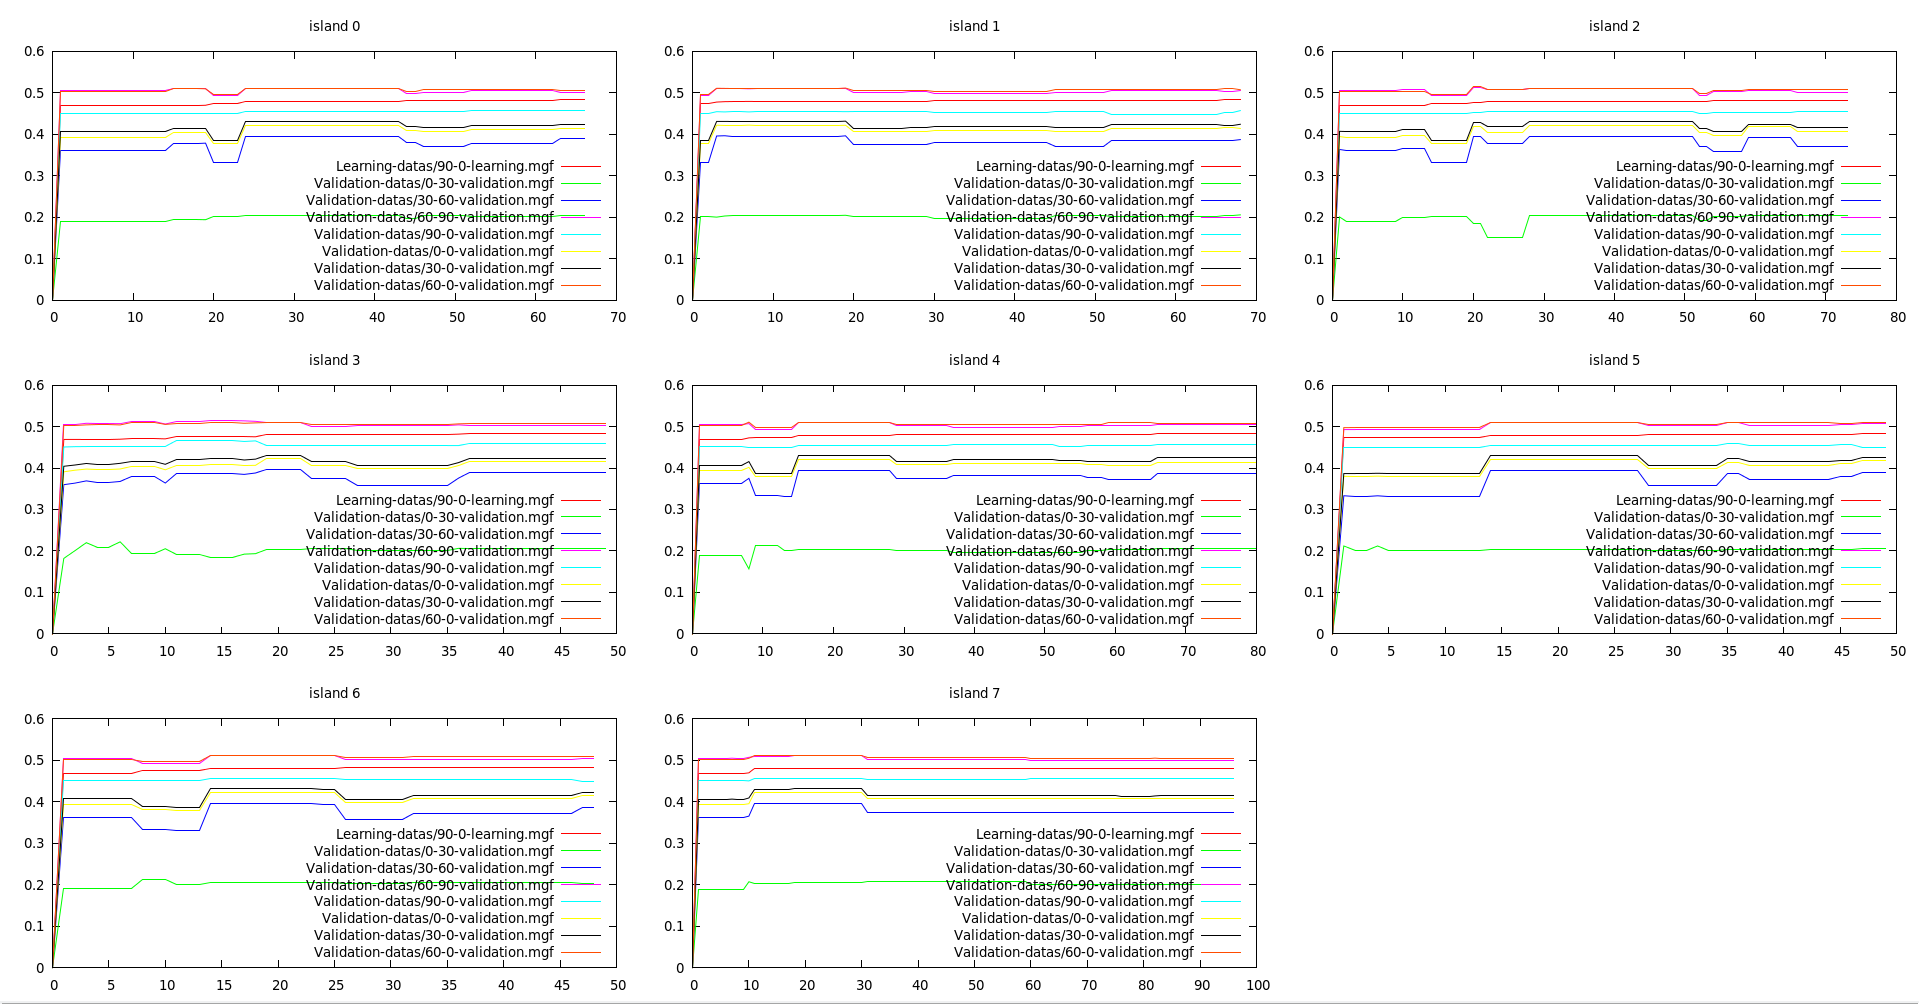 island 0
0.6
0.5
0.4
0.3
0.2
0.1
0
Learning-datas/90-0-learning.mgf
Validation-datas/0-30-validation.mgf
Validation-datas/30-60-validation.mgf
Validation-datas/60-90-validation.mgf
Validation-datas/90-0-validation.mgf
Validation-datas/0-0-validation.mgf
Validation-datas/30-0-validation.mgf
Validation-datas/60-0-validation.mgf
0 10 20 30 40 50 60 70
island 1
0.6
0.5
0.4
0.3
0.2
0.1
0
Learning-datas/90-0-learning.mgf
Validation-datas/0-30-validation.mgf
Validation-datas/30-60-validation.mgf
Validation-datas/60-90-validation.mgf
Validation-datas/90-0-validation.mgf
Validation-datas/0-0-validation.mgf
Validation-datas/30-0-validation.mgf
Validation-datas/60-0-validation.mgf
0 10 20 30 40 50 60 70
island 2
0.6
0.5
0.4
0.3
0.2
0.1
0
Learning-datas/90-0-learning.mgf
Validation-datas/0-30-validation.mgf
Validation-datas/30-60-validation.mgf
Validation-datas/60-90-validation.mgf
Validation-datas/90-0-validation.mgf
Validation-datas/0-0-validation.mgf
Validation-datas/30-0-validation.mgf
Validation-datas/60-0-validation.mgf
0 10 20 30 40 50 60 70 80
island 3
0.6
0.5
0.4
0.3
0.2
0.1
0
Learning-datas/90-0-learning.mgf
Validation-datas/0-30-validation.mgf
Validation-datas/30-60-validation.mgf
Validation-datas/60-90-validation.mgf
Validation-datas/90-0-validation.mgf
Validation-datas/0-0-validation.mgf
Validation-datas/30-0-validation.mgf
Validation-datas/60-0-validation.mgf
0 5 10 15 20 25 30 35 40 45 50
island 4
0.6
0.5
0.4
0.3
0.2
0.1
0
Learning-datas/90-0-learning.mgf
Validation-datas/0-30-validation.mgf
Validation-datas/30-60-validation.mgf
Validation-datas/60-90-validation.mgf
Validation-datas/90-0-validation.mgf
Validation-datas/0-0-validation.mgf
Validation-datas/30-0-validation.mgf
Validation-datas/60-0-validation.mgf
0 10 20 30 40 50 60 70 80
island 5
0.6
0.5
0.4
0.3
0.2
0.1
0
Learning-datas/90-0-learning.mgf
Validation-datas/0-30-validation.mgf
Validation-datas/30-60-validation.mgf
Validation-datas/60-90-validation.mgf
Validation-datas/90-0-validation.mgf
Validation-datas/0-0-validation.mgf
Validation-datas/30-0-validation.mgf
Validation-datas/60-0-validation.mgf
0 5 10 15 20 25 30 35 40 45 50
island 6
0.6
0.5
0.4
0.3
0.2
0.1
0
Learning-datas/90-0-learning.mgf
Validation-datas/0-30-validation.mgf
Validation-datas/30-60-validation.mgf
Validation-datas/60-90-validation.mgf
Validation-datas/90-0-validation.mgf
Validation-datas/0-0-validation.mgf
Validation-datas/30-0-validation.mgf
Validation-datas/60-0-validation.mgf
0 5 10 15 20 25 30 35 40 45 50
island 7
0.6
0.5
0.4
0.3
0.2
0.1
0
Learning-datas/90-0-learning.mgf
Validation-datas/0-30-validation.mgf
Validation-datas/30-60-validation.mgf
Validation-datas/60-90-validation.mgf
Validation-datas/90-0-validation.mgf
Validation-datas/0-0-validation.mgf
Validation-datas/30-0-validation.mgf
Validation-datas/60-0-validation.mgf
0 10 20 30 40 50 60 70 80 90 100